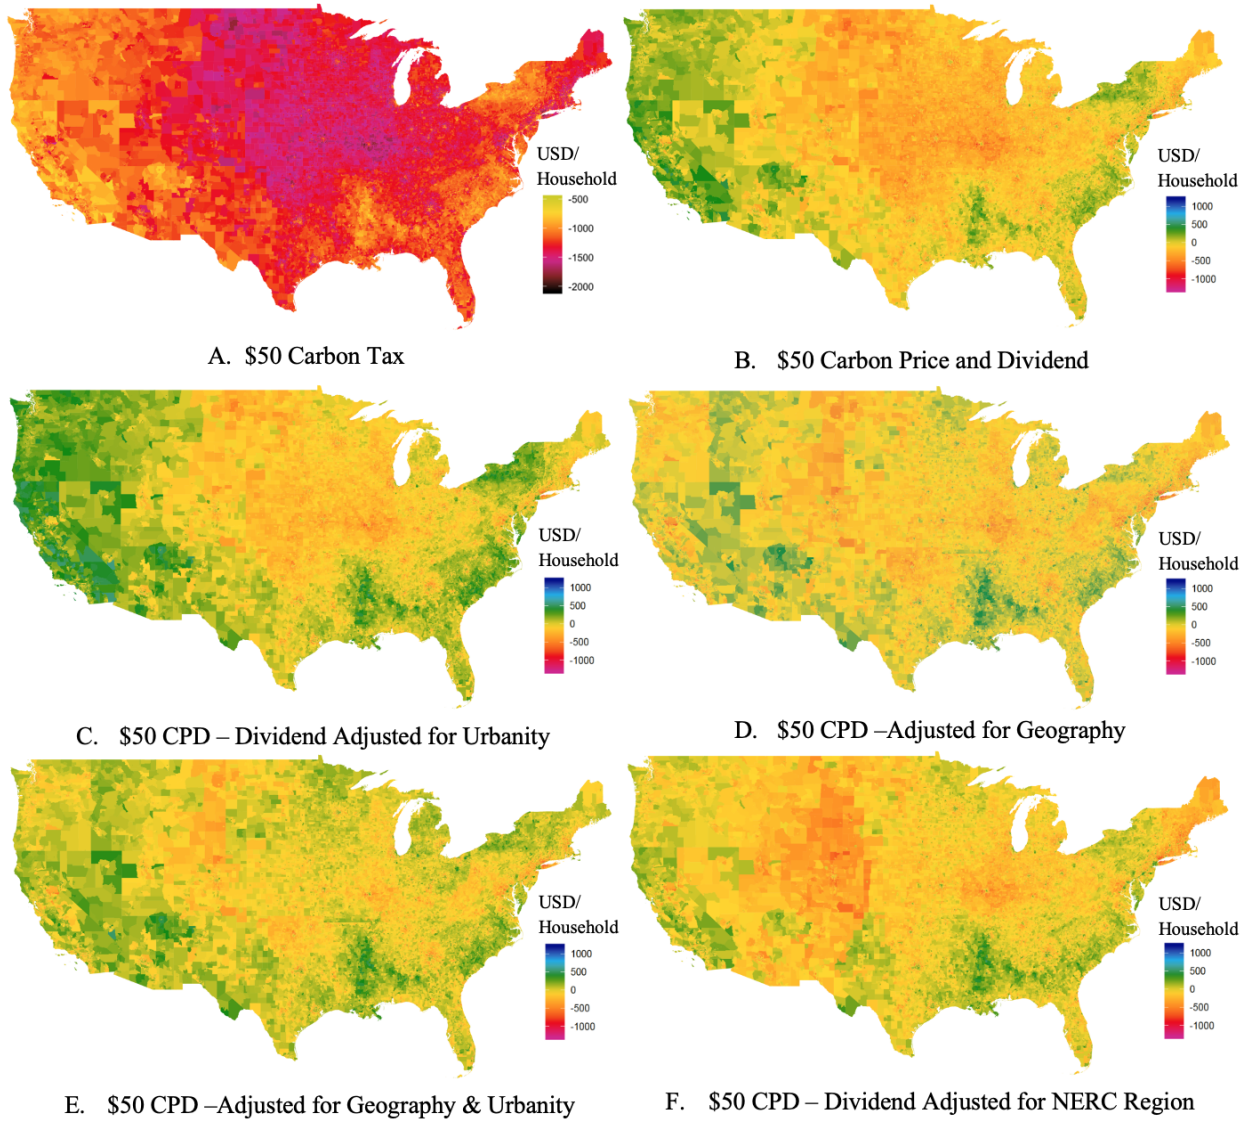 USD/
Household
-500
-1000
-1500
-2000
A. $50 Carbon Tax
USD/
Household
1000
500
0
-500
-1000
B. $50 Carbon Price and Dividend
USD/
Household
1000
500
0
-500
-1000
C. $50 CPD – Dividend Adjusted for Urbanity
USD/
Household
1000
500
0
-500
-1000
D. $50 CPD –Adjusted for Geography
USD/
Household
1000
500
0
-500
-1000
E. $50 CPD –Adjusted for Geography & Urbanity
USD/
Household
1000
500
0
-500
-1000
F. $50 CPD – Dividend Adjusted for NERC Region